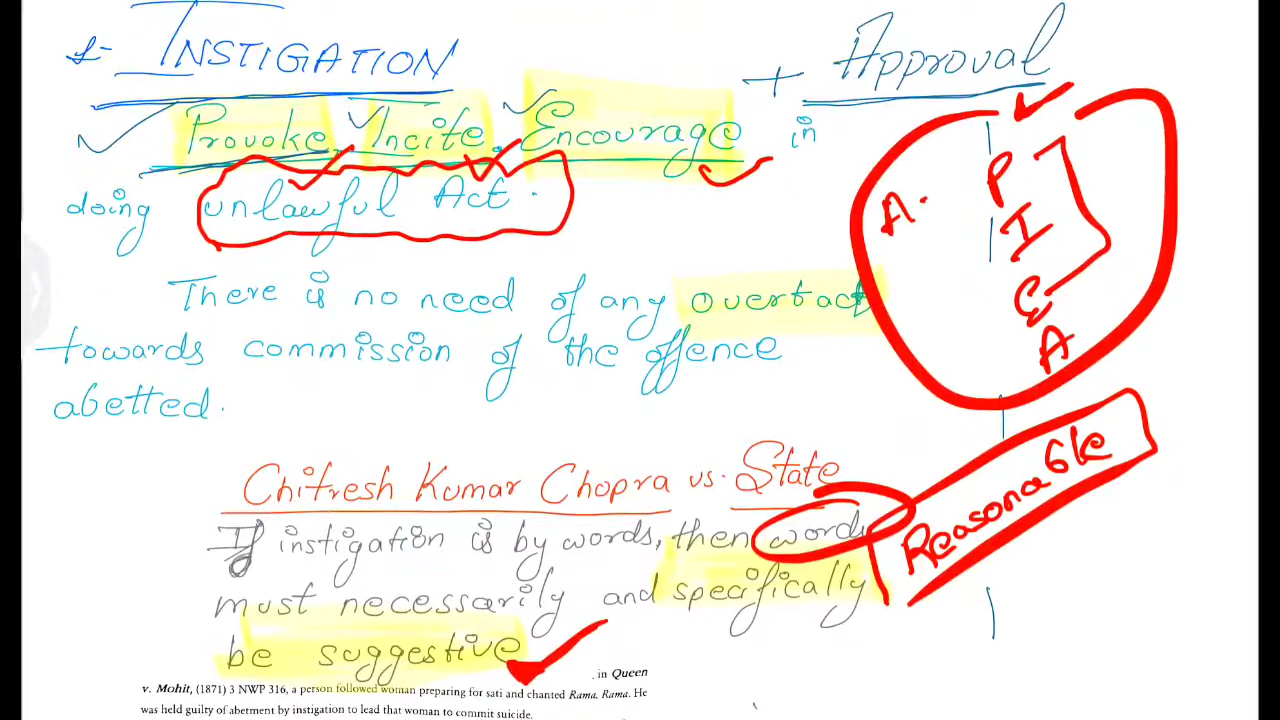 1- INSTIGATION + Approval
Provoke, Incite, Encourage in
doing unlawful Act.
A. P
I
E
A
There is no need of any overt act
towards commission of the offence
abetted.
Reasonable
Chitresh Kumar Chopra vs. State
If instigation is by words, then words
must necessarily and specifically
be suggestive
in Queen
v. Mohit, (1871) 3 NWP 316, a person followed woman preparing for sati and chanted Rama, Rama. He
was held guilty of abetment by instigation to lead that woman to commit suicide.